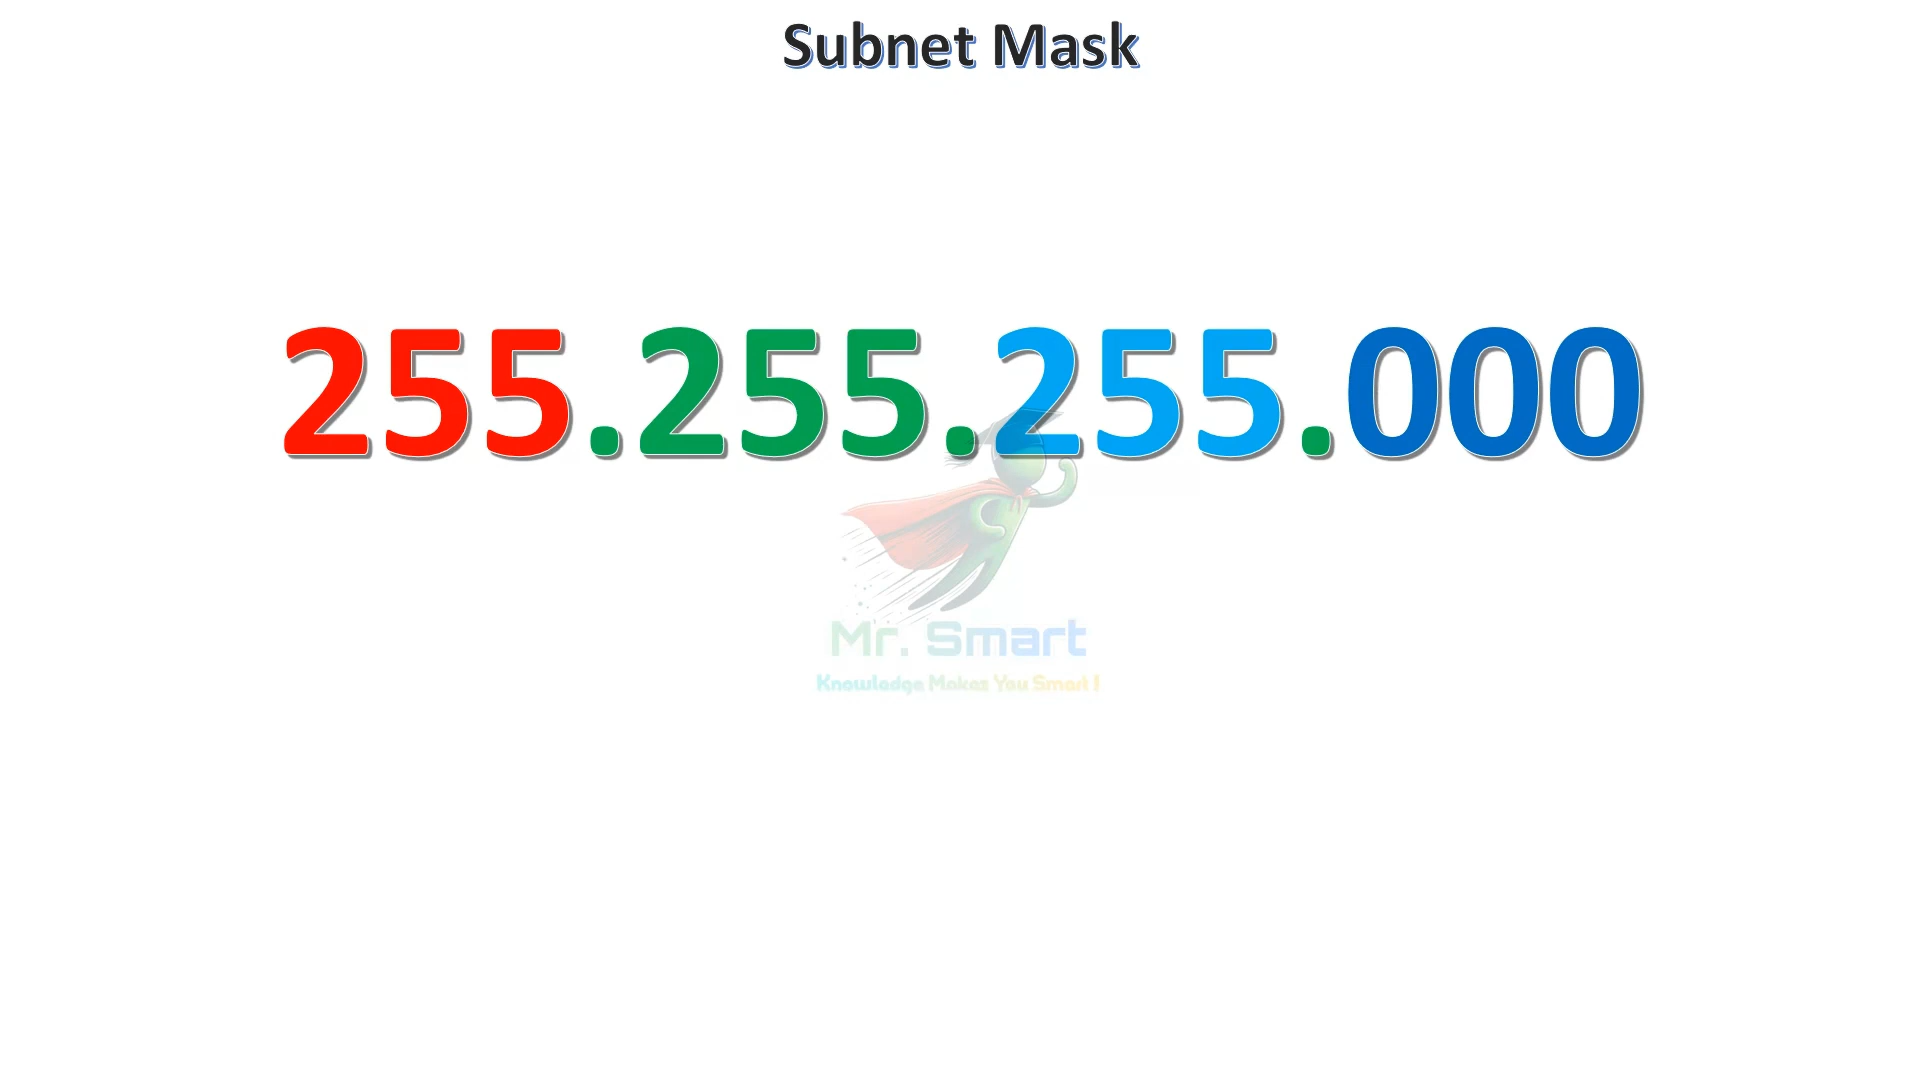 Subnet Mask
255.255.255.000
Mr. Smart
Knowledge Makes You Smart !